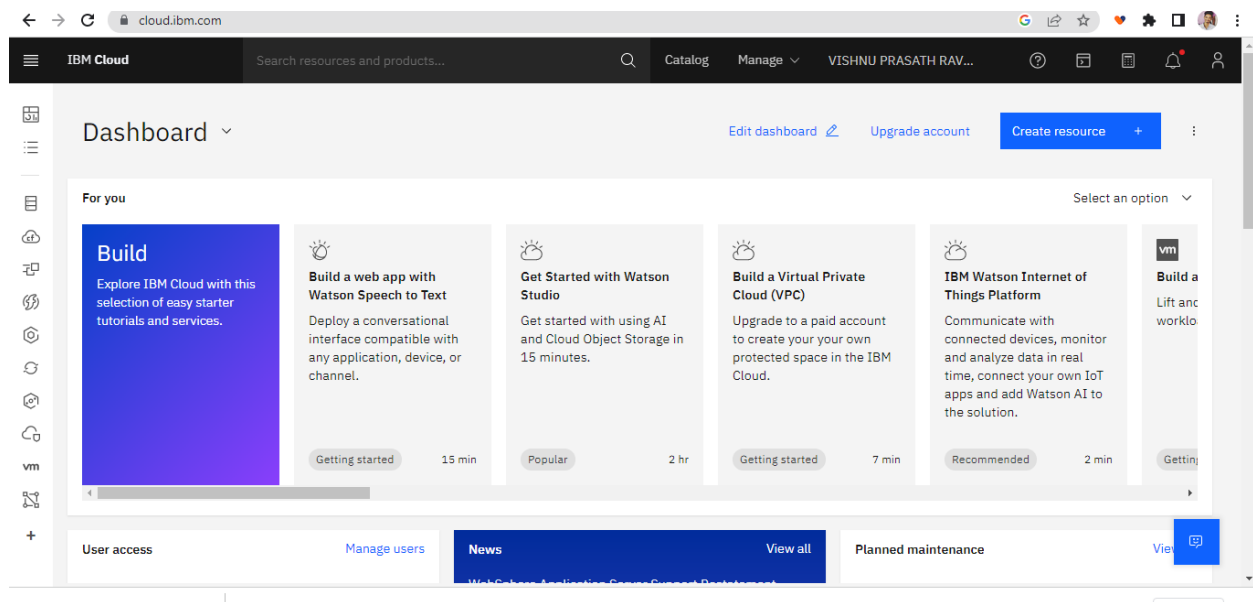 cloud.ibm.com
IBM Cloud
Search resources and products...
Catalog
Manage
VISHNU PRASATH RAV...
Dashboard
Edit dashboard
Upgrade account
Create resource +
For you
Select an option
Build
Explore IBM Cloud with this
selection of easy starter
tutorials and services.
Build a web app with
Watson Speech to Text
Deploy a conversational
interface compatible with
any application, device, or
channel.
Getting started
15 min
Get Started with Watson
Studio
Get started with using AI
and Cloud Object Storage in
15 minutes.
Popular
2 hr
Build a Virtual Private
Cloud (VPC)
Upgrade to a paid account
to create your your own
protected space in the IBM
Cloud.
Getting started
7 min
IBM Watson Internet of
Things Platform
Communicate with
connected devices, monitor
and analyze data in real
time, connect your own IoT
apps and add Watson AI to
the solution.
Recommended
2 min
vm
Build a
Lift and
worklo
Getting
vm
User access
Manage users
News
View all
WebSphere Application Server Support Restatement
Planned maintenance
View